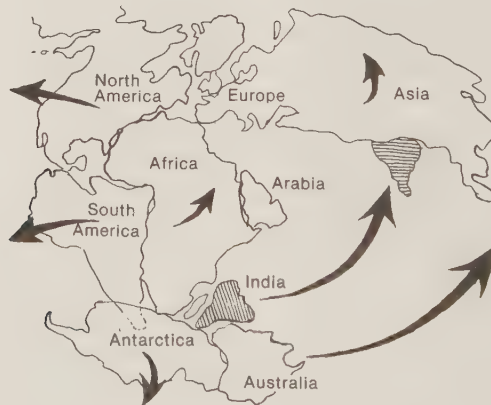 North
America
Europe
Asia
Africa
Arabia
South
America
India
Antarctica
Australia